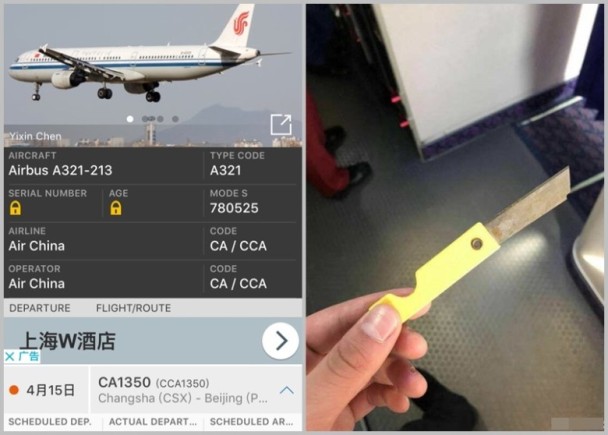 Yixin Chen
AIRCRAFT
Airbus A321-213
TYPE CODE
A321
SERIAL NUMBER
AGE
MODE S
780525
AIRLINE
Air China
CODE
CA / CCA
OPERATOR
Air China
CODE
CA / CCA
DEPARTURE FLIGHT/ROUTE
上海W酒店
广告
4月15日
CA1350 (CCA1350)
Changsha (CSX) - Beijing (P...
SCHEDULED DEP. ACTUAL DEPART... SCHEDULED AR...